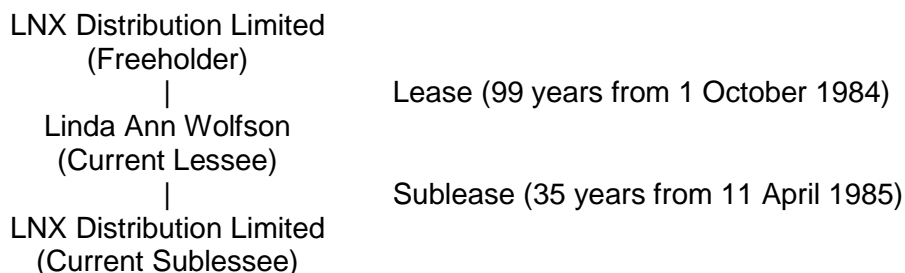 LNX Distribution Limited
(Freeholder)
| Lease (99 years from 1 October 1984)
Linda Ann Wolfson
(Current Lessee)
| Sublease (35 years from 11 April 1985)
LNX Distribution Limited
(Current Sublessee)